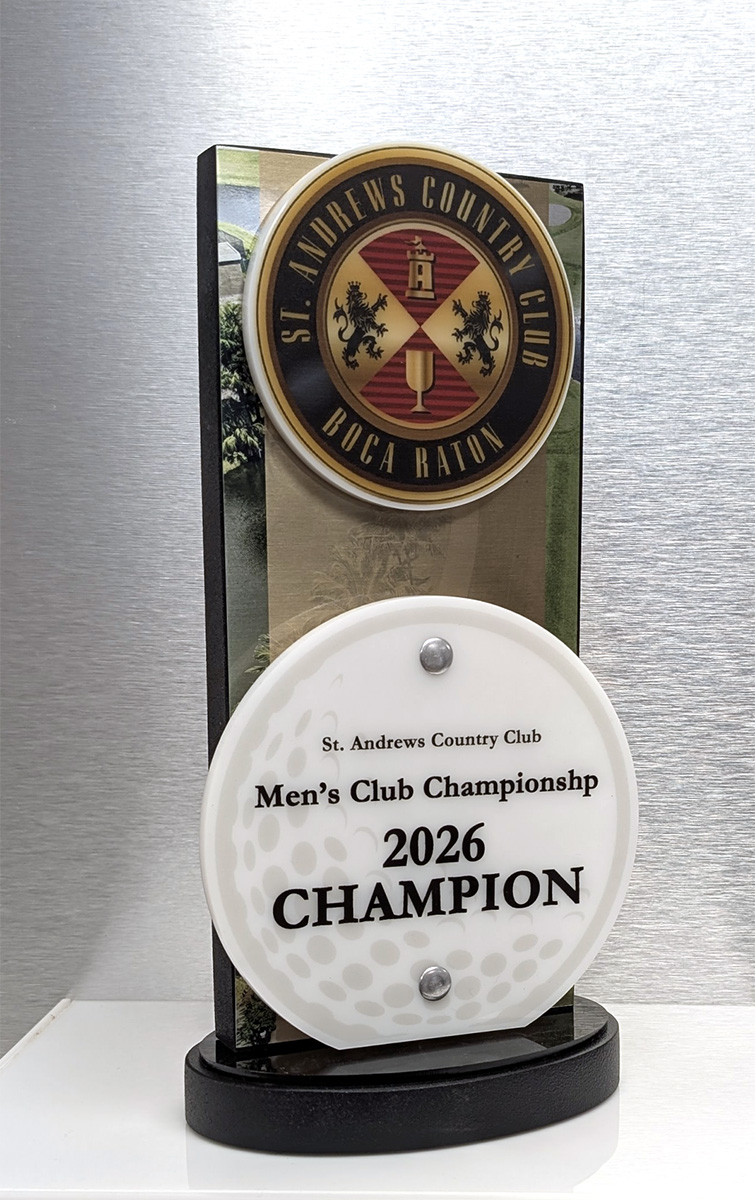 ST. ANDREWS COUNTRY CLUB
BOCA RATON
St. Andrews Country Club
Men's Club Championshp
2026
CHAMPION